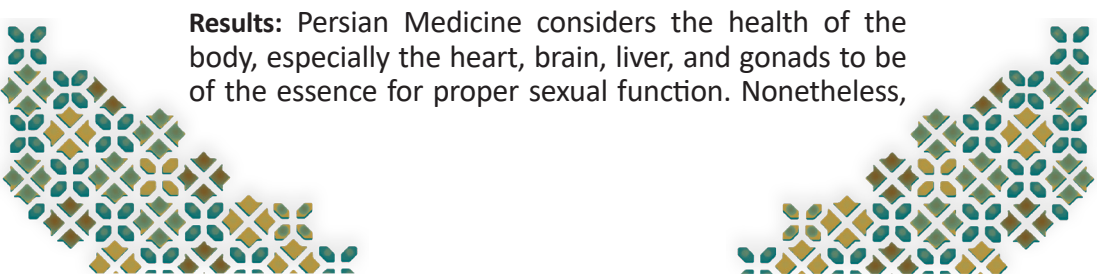 Results: Persian Medicine considers the health of the
body, especially the heart, brain, liver, and gonads to be
of the essence for proper sexual function. Nonetheless,